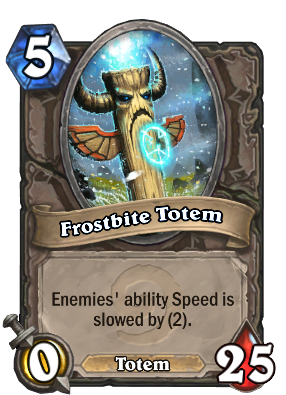 5
Frostbite Totem
Enemies' ability Speed is
slowed by (2).
0
Totem
25